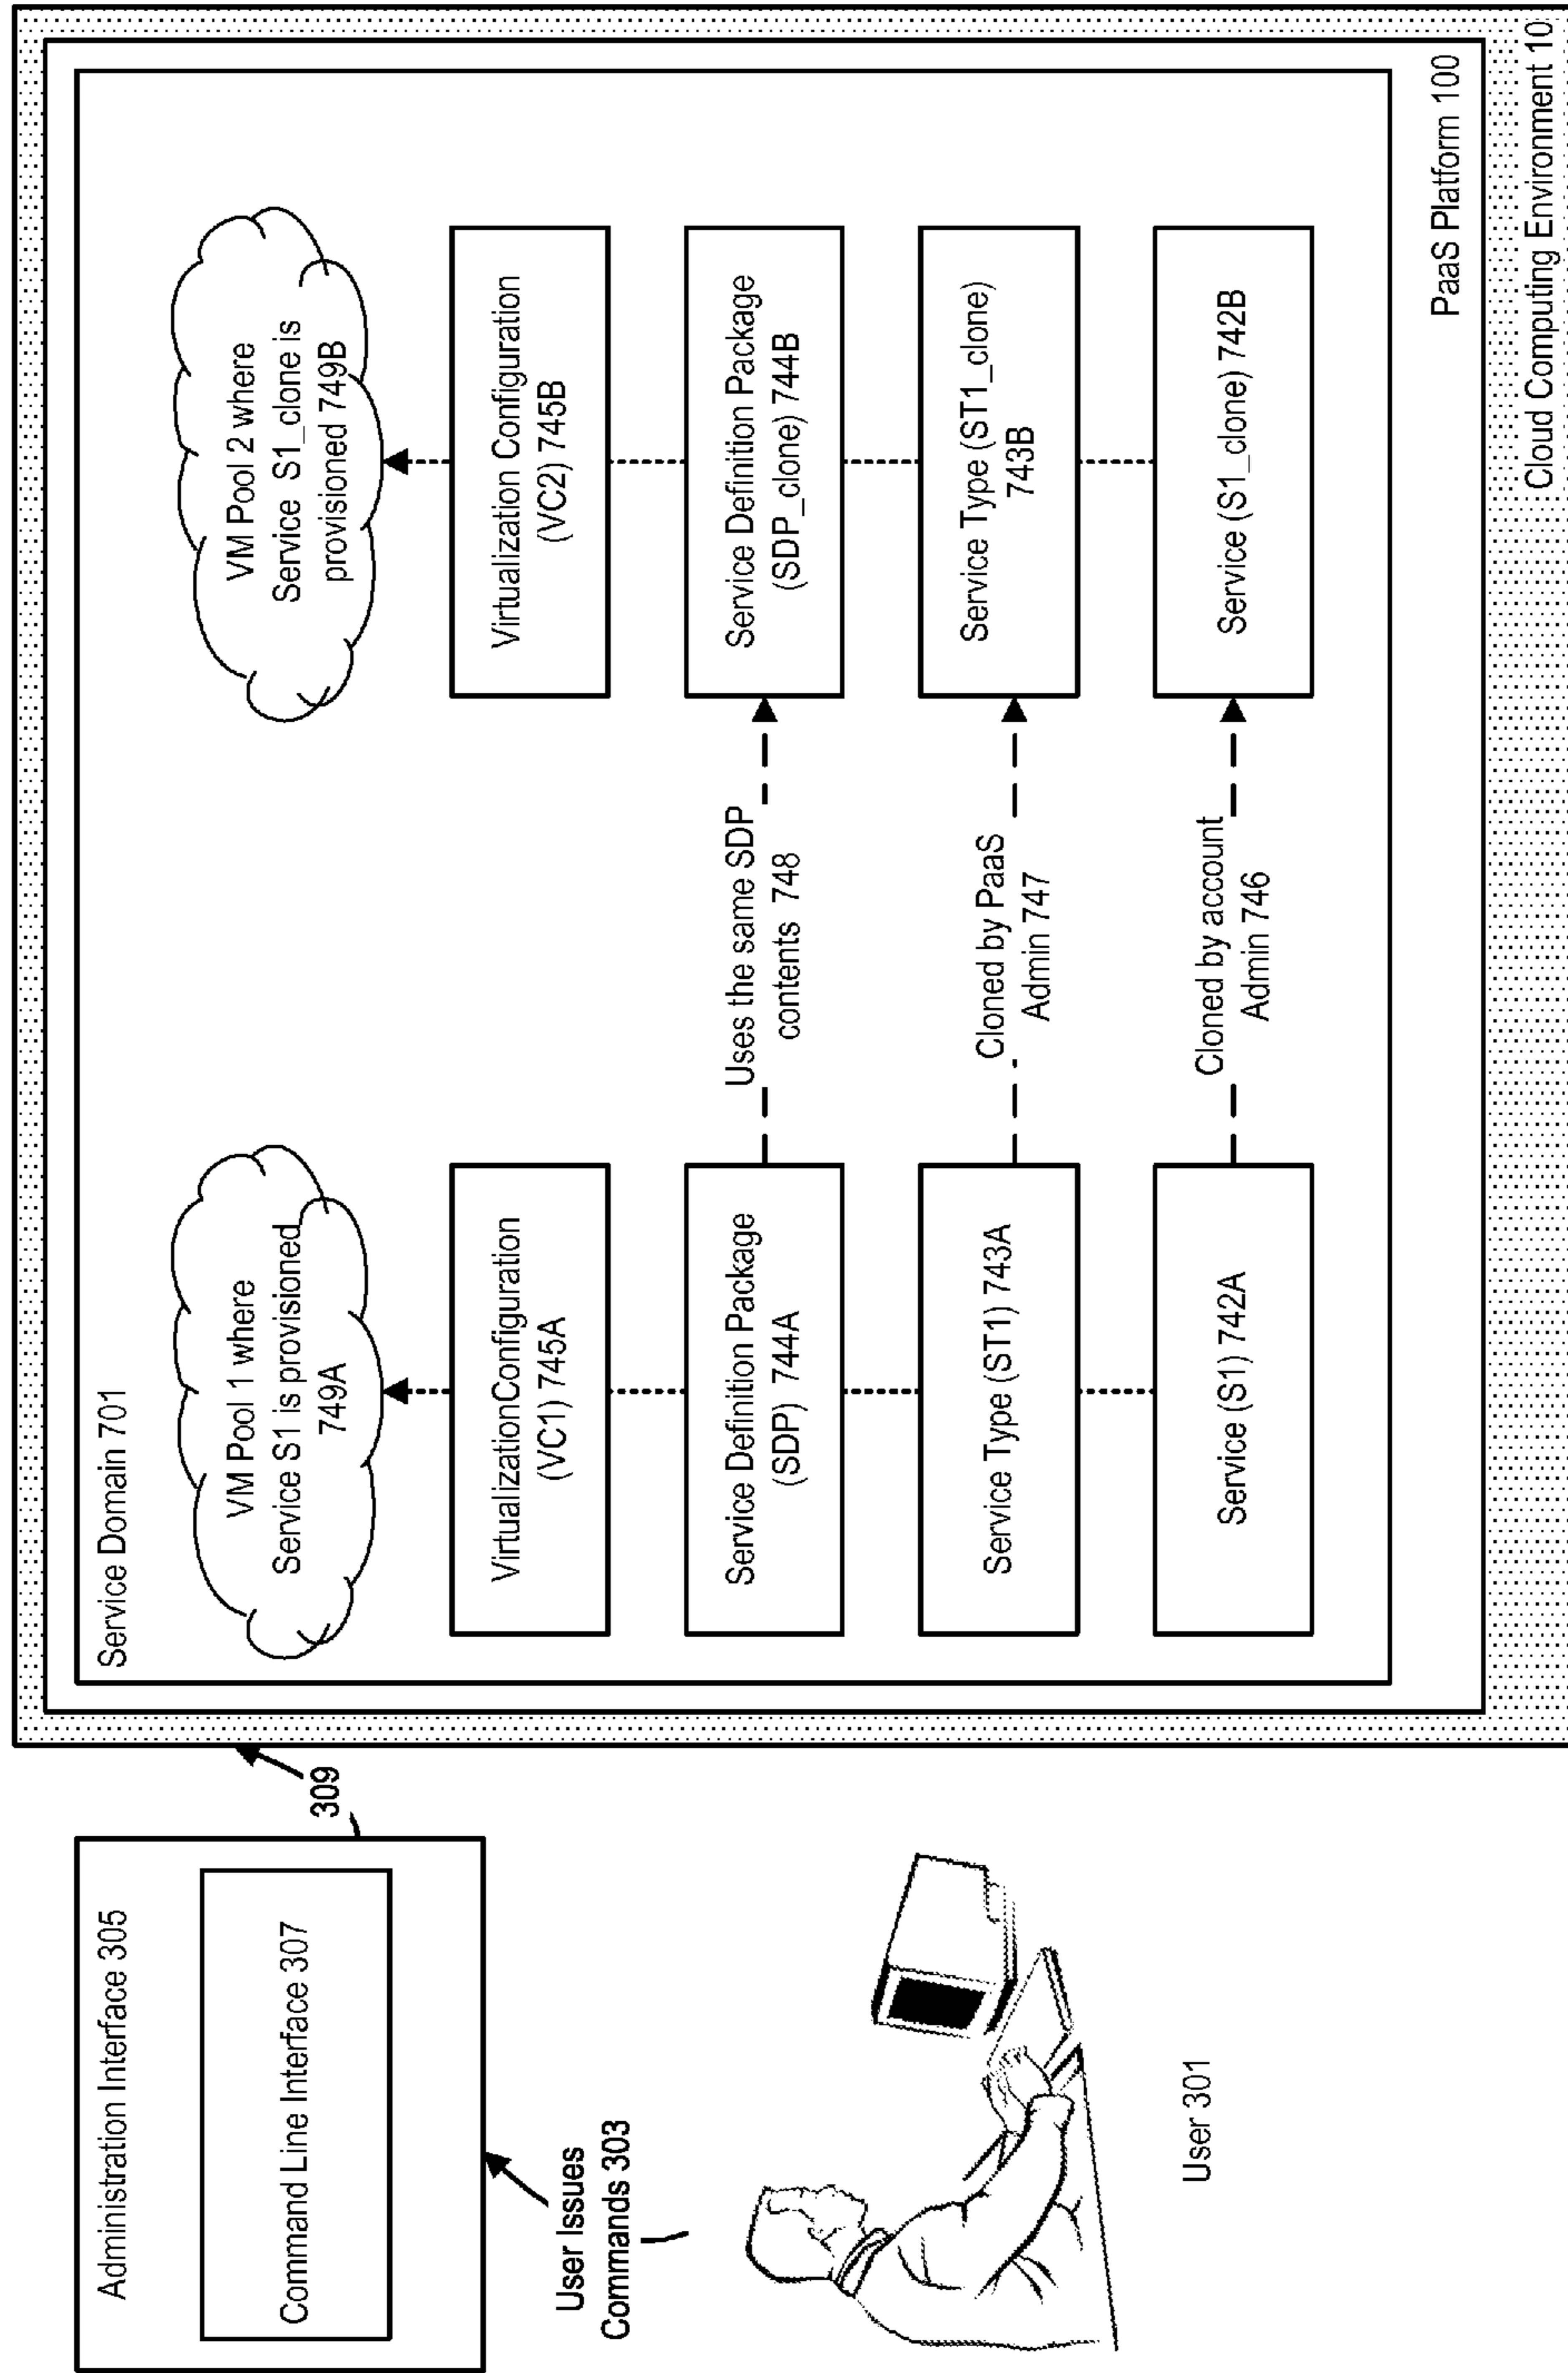 Administration Interface 305
Command Line Interface 307
309
User Issues
Commands 303
User 301
Service Domain 701
VM Pool 1 where
Service S1 is provisioned
749A
VirtualizationConfiguration
(VC1) 745A
Service Definition Package
(SDP) 744A
Service Type (ST1) 743A
Service (S1) 742A
Uses the same SDP
contents 748
Cloned by PaaS
Admin 747
Cloned by account
Admin 746
VM Pool 2 where
Service S1_clone is
provisioned 749B
Virtualization Configuration
(VC2) 745B
Service Definition Package
(SDP_clone) 744B
Service Type (ST1_clone)
743B
Service (S1_clone) 742B
PaaS Platform 100
Cloud Computing Environment 10